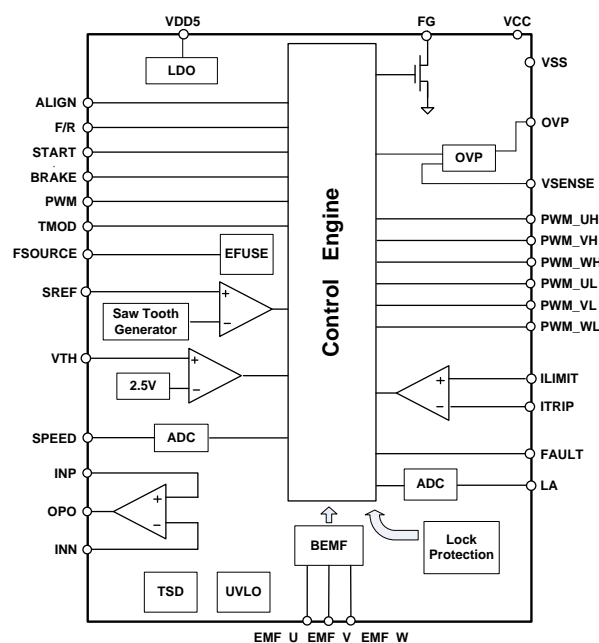 VDD5
FG
VCC
LDO
VSS
ALIGN
F/R
START
BRAKE
PWM
TMOD
FSOURCE
EFUSE
SREF
+
−
Saw Tooth
Generator
VTH
+
−
2.5V
SPEED
ADC
INP
+
OPO
−
INN
Control Engine
OVP
OVP
VSENSE
PWM_UH
PWM_VH
PWM_WH
PWM_UL
PWM_VL
PWM_WL
+
ILIMIT
−
ITRIP
FAULT
ADC
LA
BEMF
Lock
Protection
TSD
UVLO
EMF_U EMF_V EMF_W